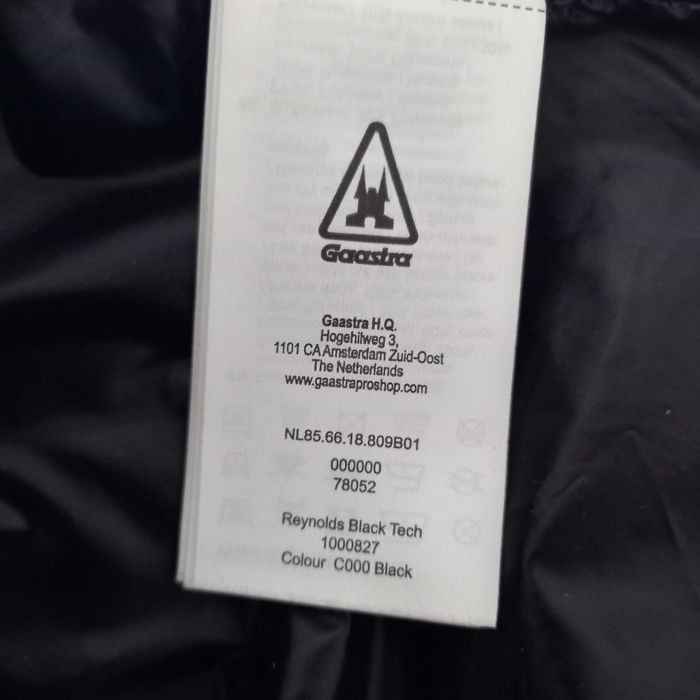 Gaastra
Gaastra H.Q.
Hogehilweg 3,
1101 CA Amsterdam Zuid-Oost
The Netherlands
www.gaastraproshop.com
NL85.66.18.809B01
000000
78052
Reynolds Black Tech
1000827
Colour C000 Black